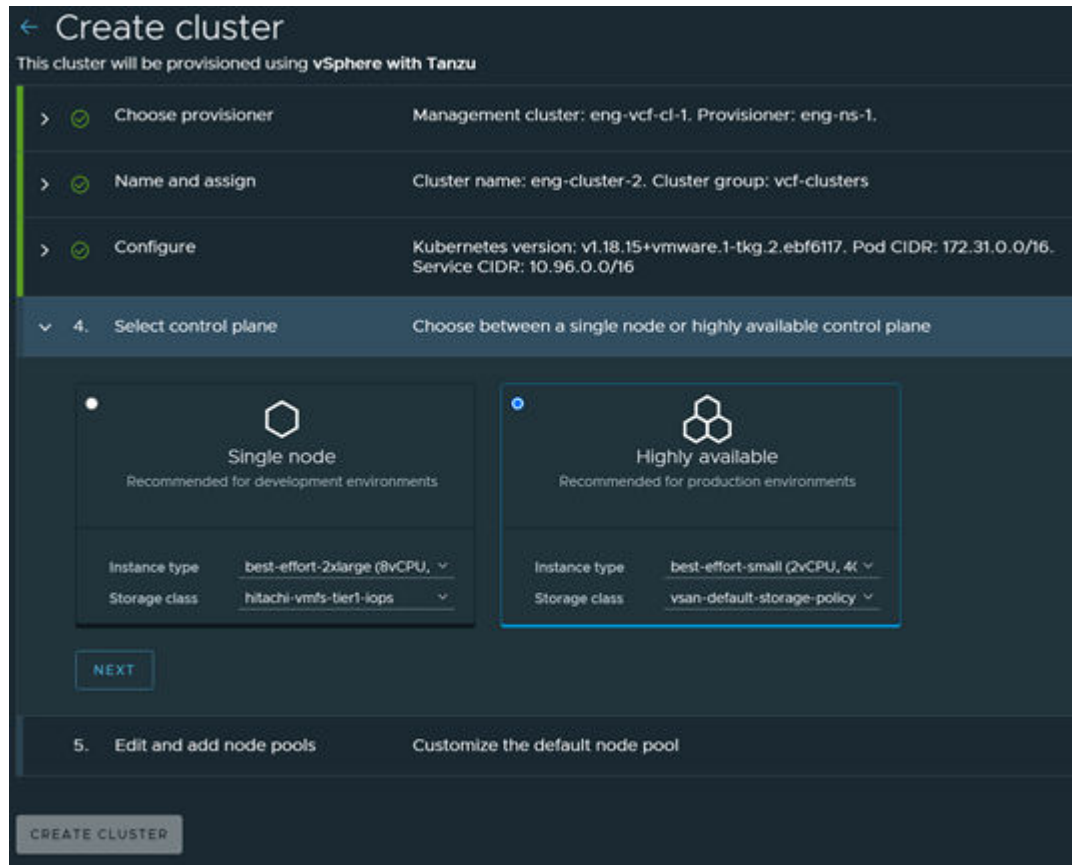 Create cluster
This cluster will be provisioned using vSphere with Tanzu
Choose provisioner
Management cluster: eng-vcf-cl-1. Provisioner: eng-ns-1.
Name and assign
Cluster name: eng-cluster-2. Cluster group: vcf-clusters
Configure
Kubernetes version: v1.18.15+vmware.1-tkg.2.ebf6117. Pod CIDR: 172.31.0.0/16.
Service CIDR: 10.96.0.0/16
4. Select control plane
Choose between a single node or highly available control plane
Single node
Recommended for development environments
Instance type best-effort-2xlarge (8vCPU,
Storage class hitachi-vmfs-tier1-iops
Highly available
Recommended for production environments
Instance type best-effort-small (2vCPU, 4(
Storage class vsan-default-storage-policy
NEXT
5. Edit and add node pools
Customize the default node pool
CREATE CLUSTER